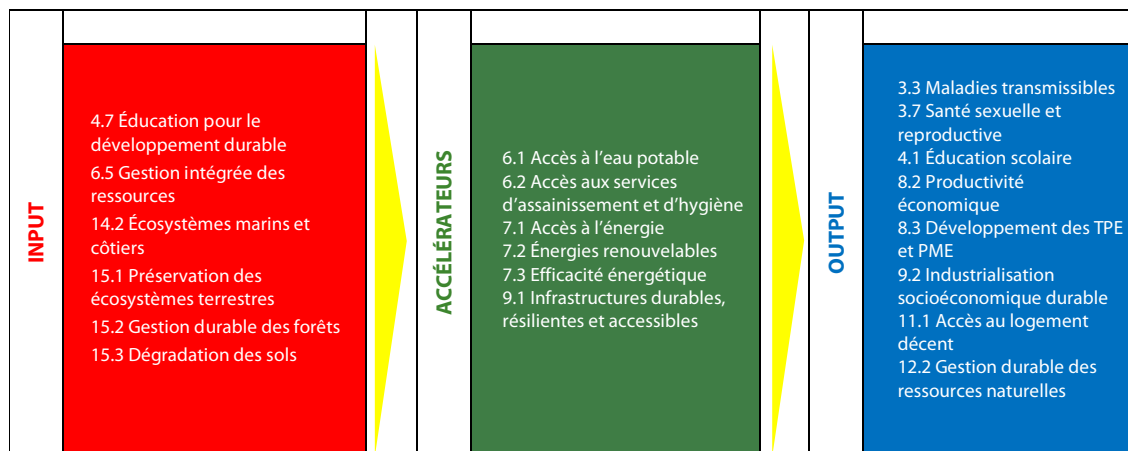 INPUT
4.7 Éducation pour le
développement durable
6.5 Gestion intégrée des
ressources
14.2 Écosystèmes marins et
côtiers
15.1 Préservation des
écosystèmes terrestres
15.2 Gestion durable des forêts
15.3 Dégradation des sols
ACCÉLÉRATEURS
6.1 Accès à l’eau potable
6.2 Accès aux services
d’assainissement et d’hygiène
7.1 Accès à l’énergie
7.2 Énergies renouvelables
7.3 Efficacité énergétique
9.1 Infrastructures durables,
résilientes et accessibles
OUTPUT
3.3 Maladies transmissibles
3.7 Santé sexuelle et
reproductive
4.1 Éducation scolaire
8.2 Productivité
économique
8.3 Développement des TPE
et PME
9.2 Industrialisation
socioéconomique durable
11.1 Accès au logement
décent
12.2 Gestion durable des
ressources naturelles